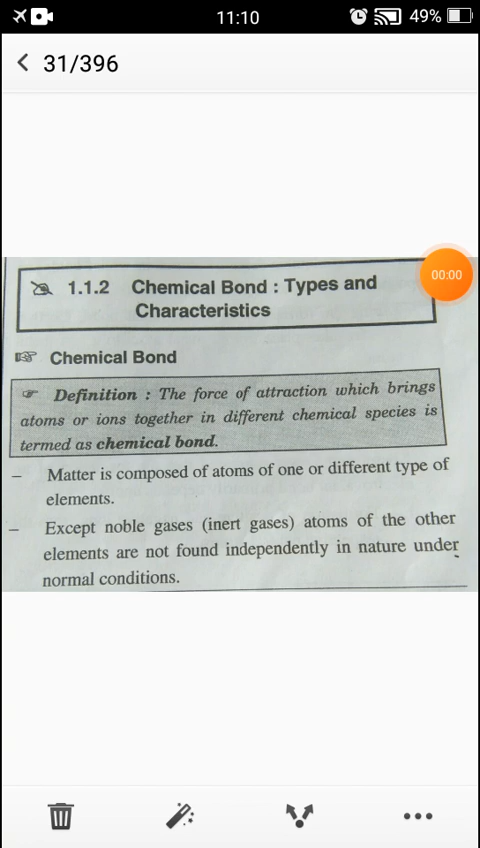 11:10
49%
31/396
00:00
1.1.2 Chemical Bond : Types and
Characteristics
Chemical Bond
Definition : The force of attraction which brings
atoms or ions together in different chemical species is
termed as chemical bond.
– Matter is composed of atoms of one or different type of
elements.
– Except noble gases (inert gases) atoms of the other
elements are not found independently in nature under
normal conditions.